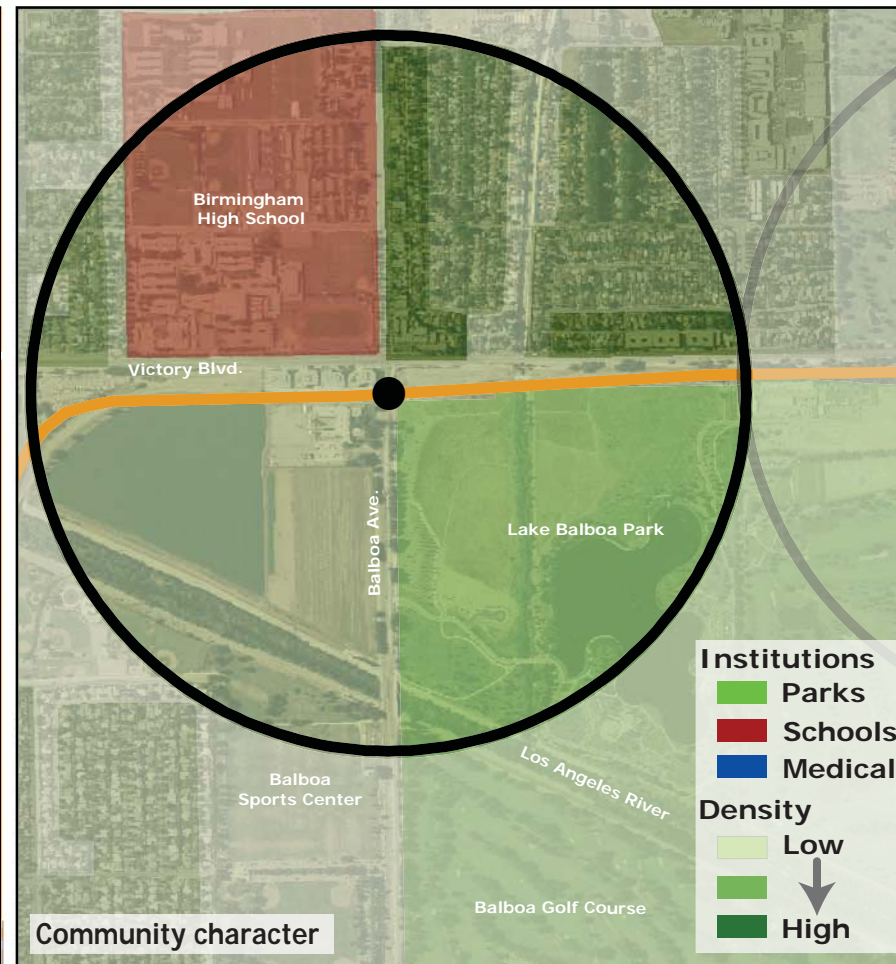 Birmingham
High School
Victory Blvd.
Balboa Ave.
Lake Balboa Park
Institutions
Parks
Schools
Medical
Density
Low
High
Los Angeles River
Balboa
Sports Center
Balboa Golf Course
Community character